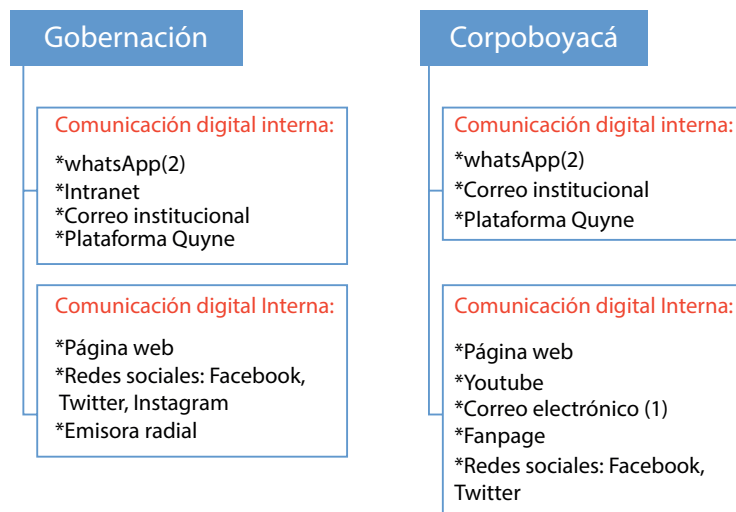 Gobernación
Comunicación digital interna:
*whatsApp(2)
*Intranet
*Correo institucional
*Plataforma Quyne
Comunicación digital Interna:
*Página web
*Redes sociales: Facebook,
Twitter, Instagram
*Emisora radial
Corpoboyacá
Comunicación digital interna:
*whatsApp(2)
*Correo institucional
*Plataforma Quyne
Comunicación digital Interna:
*Página web
*Youtube
*Correo electrónico (1)
*Fanpage
*Redes sociales: Facebook,
Twitter